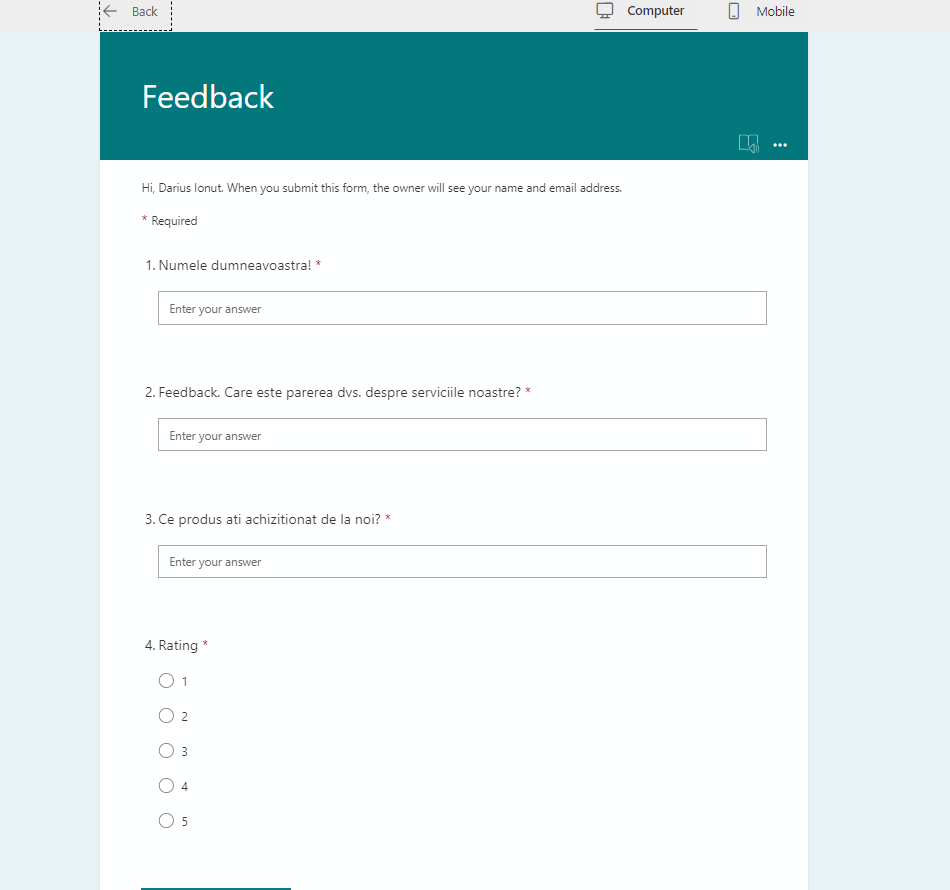 Back
Computer
Mobile
Feedback
Hi, Darius Ionut. When you submit this form, the owner will see your name and email address.
* Required
1. Numele dumneavoastra! *
Enter your answer
2. Feedback. Care este parerea dvs. despre serviciile noastre? *
Enter your answer
3. Ce produs ati achizitionat de la noi? *
Enter your answer
4. Rating *
1
2
3
4
5